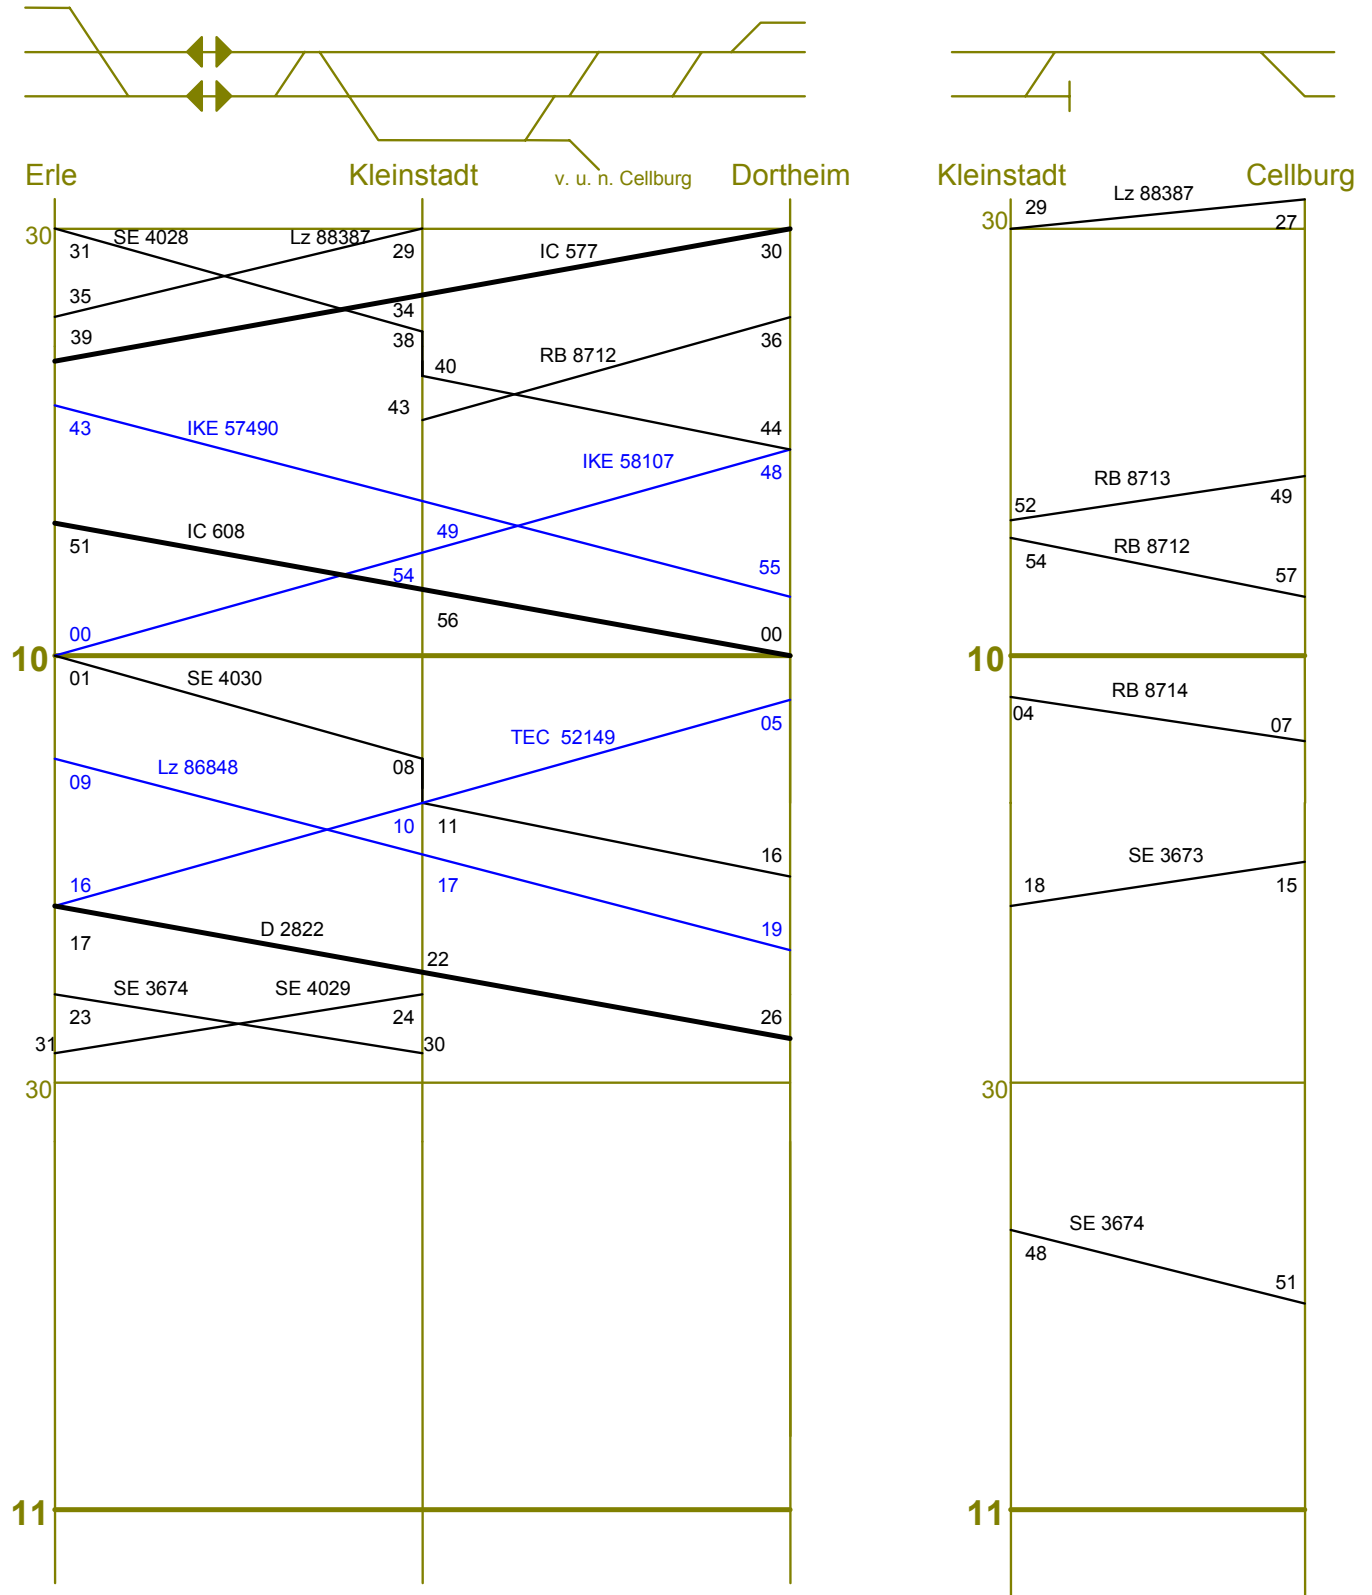 Erle Kleinstadt v. u. n. Cellburg Dortheim Kleinstadt Cellburg
29 Lz 88387
30 SE 4028 Lz 88387 30 27
31 29 IC 577 30
35
34
39 38 36
40 RB 8712
43
43 IKE 57490 44
IKE 58107 48
RB 8713
52 49
51 IC 608 49
54 RB 8712
54 55 57
56
00 00
10 10
01 SE 4030 RB 8714
04 07
05
TEC 52149
09 Lz 86848 08
10 11
16 SE 3673
16 17 18 15
19
17 D 2822 22
SE 3674 SE 4029
23 24 26
31 30
30 30
SE 3674
48
51
11 11